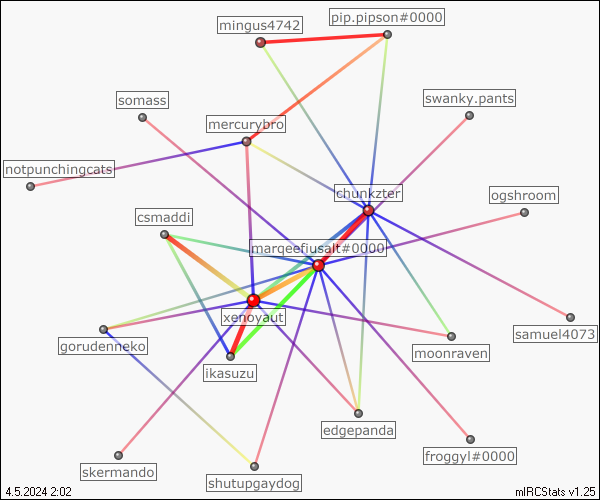 mingus4742
pip.pipson#0000
somass
swanky.pants
mercurybro
notpunchingcats
chunkzter
ogshroom
csmaddi
marqeefiusalt#0000
xenoyaut
samuel4073
gorudenneko
moonraven
ikasuzu
edgepanda
froggyl#0000
skermando
shutupgaydog
4.5.2024 2:02
mIRCStats v1.25